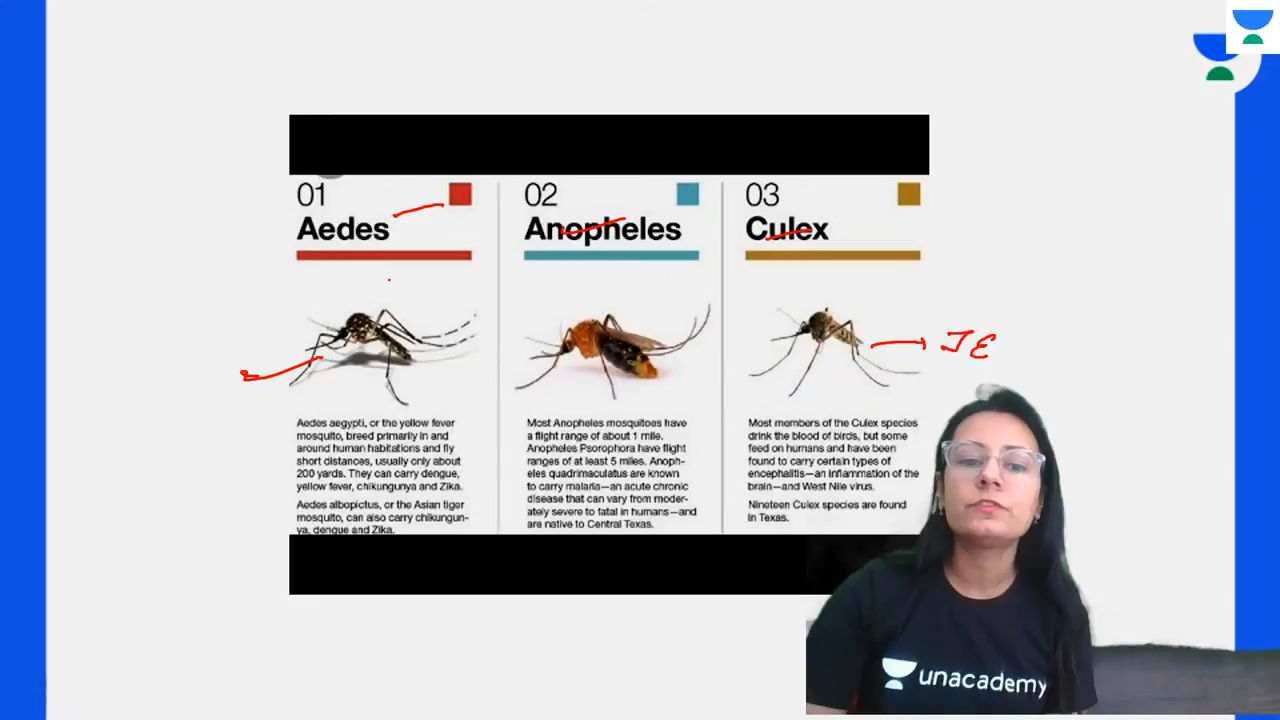 01
Aedes
Aedes aegypti, or the yellow fever
mosquito, breed primarily in and
around human habitations and fly
short distances, usually only about
200 yards. They can carry dengue,
yellow fever, chikungunya and Zika.
Aedes albopictus, or the Asian tiger
mosquito, can also carry chikungun-
ya, dengue and Zika.
02
Anopheles
Most Anopheles mosquitoes have
a flight range of about 1 mile.
Anopheles Psorophora have flight
ranges of at least 5 miles. Anoph-
eles quadrimaculatus are known
to carry malaria—an acute chronic
disease that can vary from moder-
ately severe to fatal in humans—and
are native to Central Texas.
03
Culex
JE
Most members of the Culex species
drink the blood of birds, but some
feed on humans and have been
found to carry certain types of
encephalitis—an inflammation of the
brain—and West Nile virus.
Nineteen Culex species are found
in Texas.
unacademy